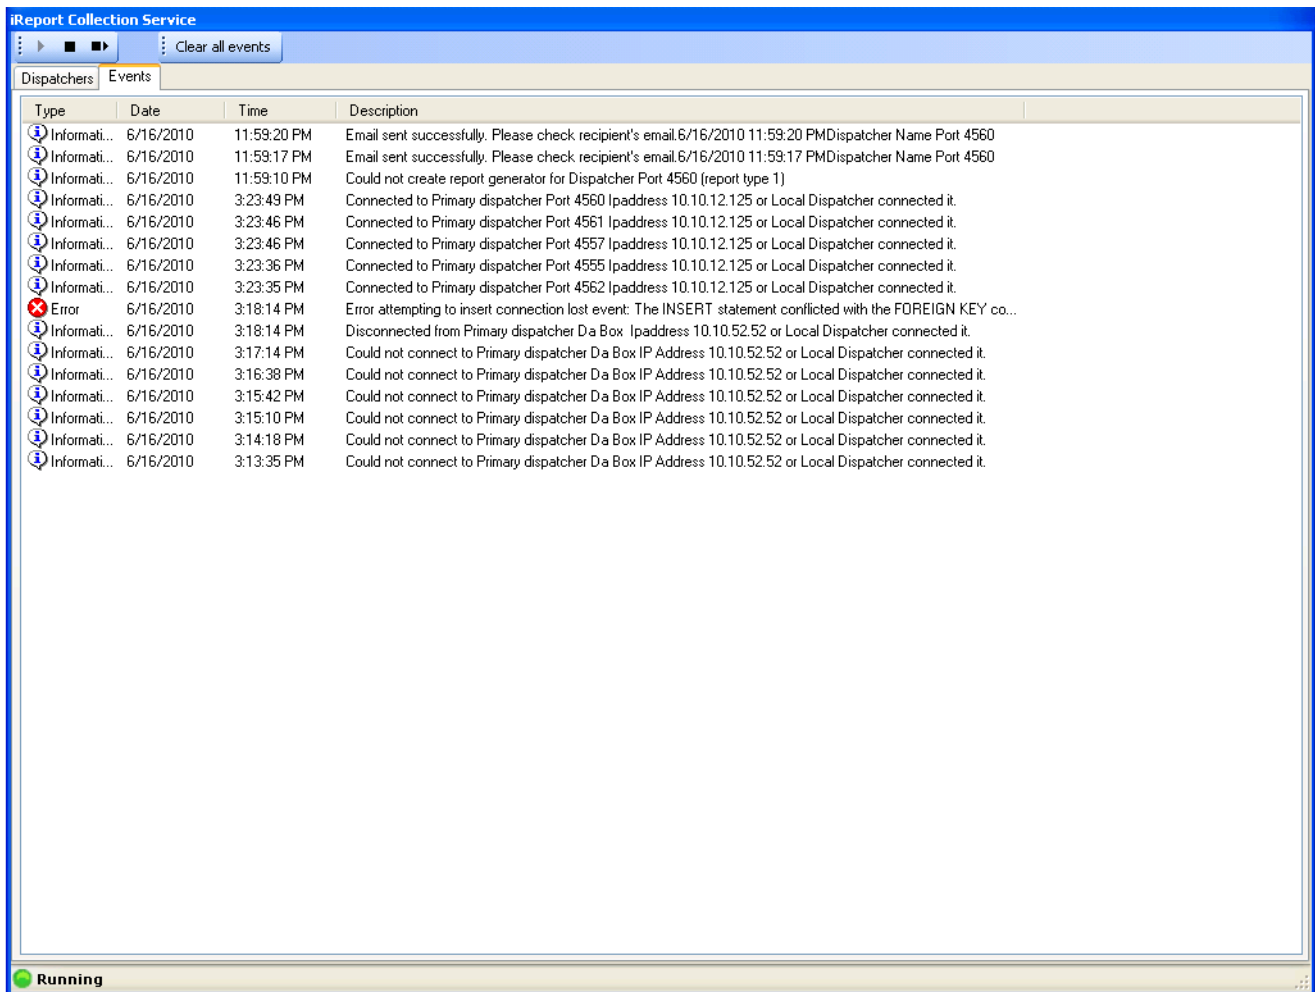 iReport Collection Service
Clear all events
Dispatchers Events
Type Date Time Description
Informati... 6/16/2010 11:59:20 PM Email sent successfully. Please check recipient's email.6/16/2010 11:59:20 PMDispatcher Name Port 4560
Informati... 6/16/2010 11:59:17 PM Email sent successfully. Please check recipient's email.6/16/2010 11:59:17 PMDispatcher Name Port 4560
Informati... 6/16/2010 11:59:10 PM Could not create report generator for Dispatcher Port 4560 (report type 1)
Informati... 6/16/2010 3:23:49 PM Connected to Primary dispatcher Port 4560 Ipaddress 10.10.12.125 or Local Dispatcher connected it.
Informati... 6/16/2010 3:23:46 PM Connected to Primary dispatcher Port 4561 Ipaddress 10.10.12.125 or Local Dispatcher connected it.
Informati... 6/16/2010 3:23:46 PM Connected to Primary dispatcher Port 4557 Ipaddress 10.10.12.125 or Local Dispatcher connected it.
Informati... 6/16/2010 3:23:36 PM Connected to Primary dispatcher Port 4555 Ipaddress 10.10.12.125 or Local Dispatcher connected it.
Informati... 6/16/2010 3:23:35 PM Connected to Primary dispatcher Port 4562 Ipaddress 10.10.12.125 or Local Dispatcher connected it.
Error 6/16/2010 3:18:14 PM Error attempting to insert connection lost event: The INSERT statement conflicted with the FOREIGN KEY co...
Informati... 6/16/2010 3:18:14 PM Disconnected from Primary dispatcher Da Box Ipaddress 10.10.52.52 or Local Dispatcher connected it.
Informati... 6/16/2010 3:17:14 PM Could not connect to Primary dispatcher Da Box IP Address 10.10.52.52 or Local Dispatcher connected it.
Informati... 6/16/2010 3:16:38 PM Could not connect to Primary dispatcher Da Box IP Address 10.10.52.52 or Local Dispatcher connected it.
Informati... 6/16/2010 3:15:42 PM Could not connect to Primary dispatcher Da Box IP Address 10.10.52.52 or Local Dispatcher connected it.
Informati... 6/16/2010 3:15:10 PM Could not connect to Primary dispatcher Da Box IP Address 10.10.52.52 or Local Dispatcher connected it.
Informati... 6/16/2010 3:14:18 PM Could not connect to Primary dispatcher Da Box IP Address 10.10.52.52 or Local Dispatcher connected it.
Informati... 6/16/2010 3:13:35 PM Could not connect to Primary dispatcher Da Box IP Address 10.10.52.52 or Local Dispatcher connected it.
Running